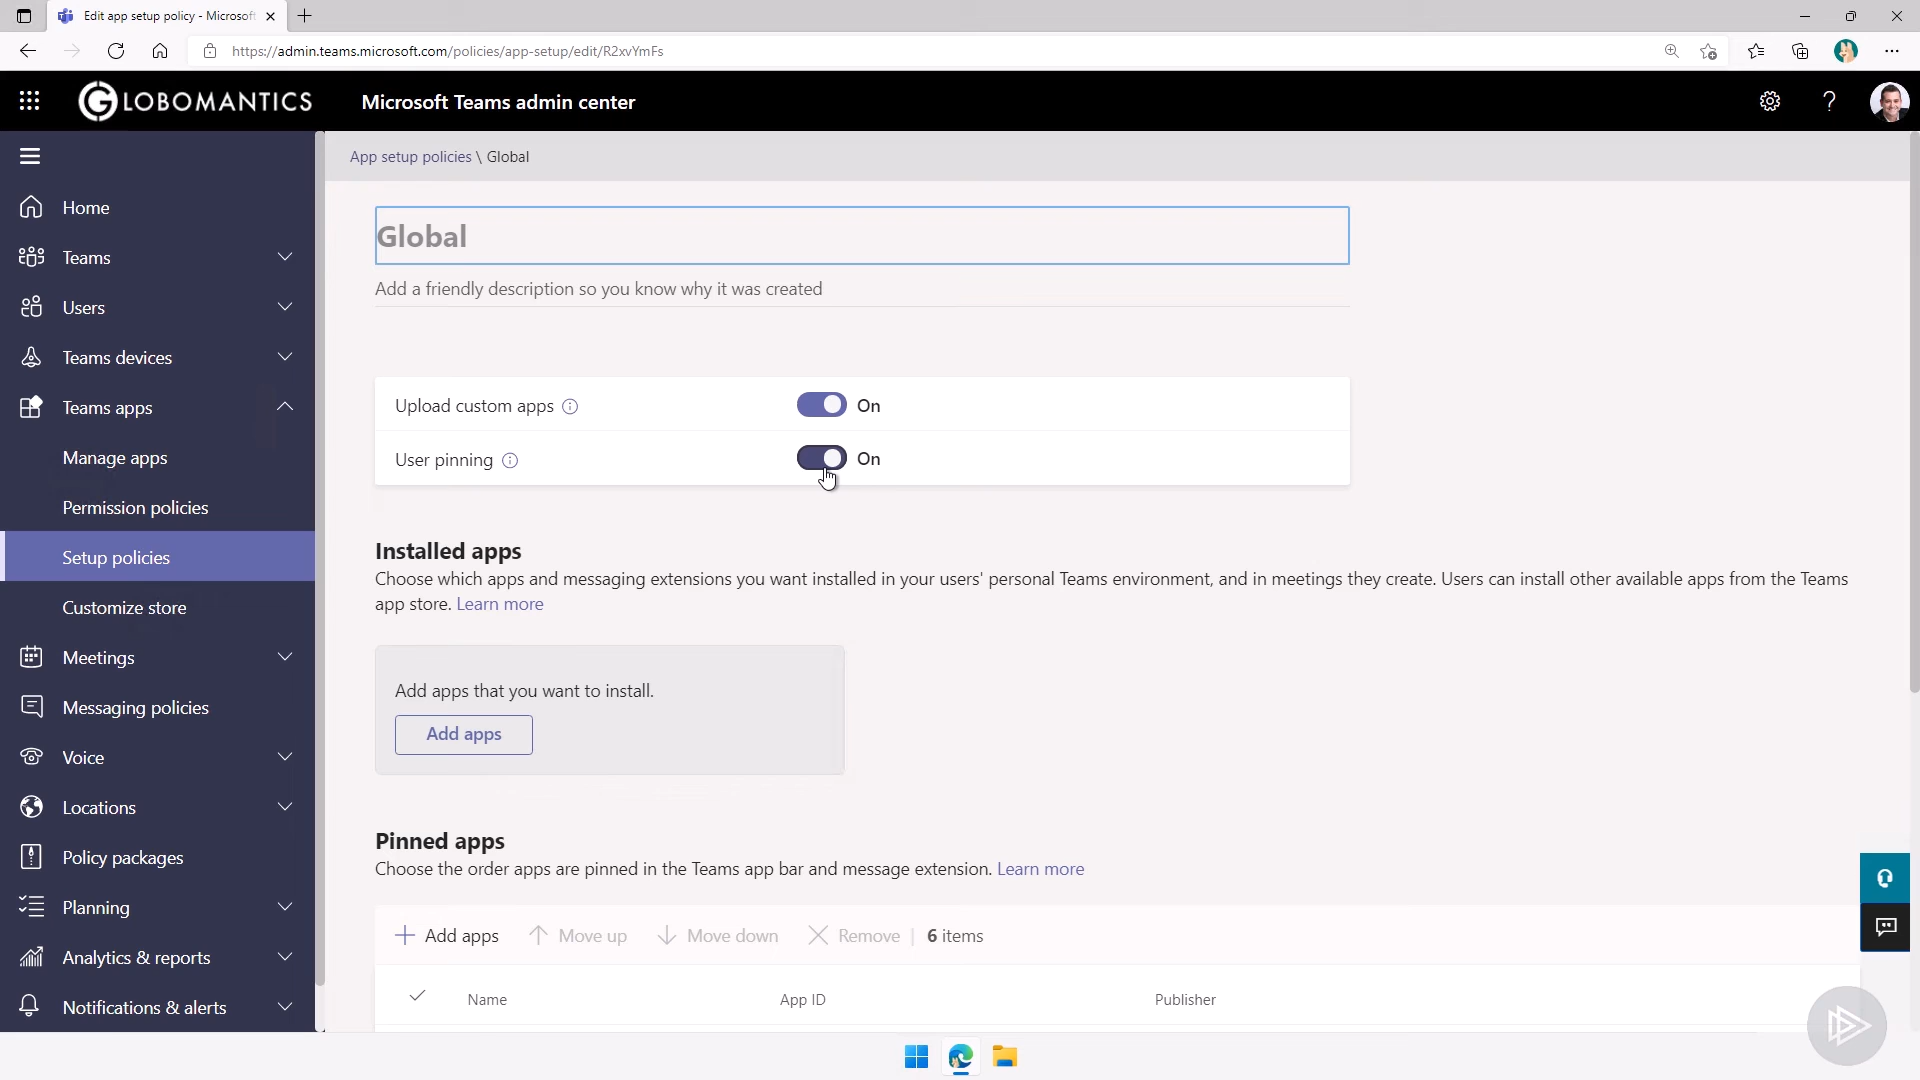 Edit app setup policy - Microsoft
https://admin.teams.microsoft.com/policies/app-setup/edit/R2xvYmFs
GLOBOMANTICS
Microsoft Teams admin center
App setup policies \ Global
Home
Teams
Users
Teams devices
Teams apps
Manage apps
Permission policies
Setup policies
Customize store
Meetings
Messaging policies
Voice
Locations
Policy packages
Planning
Analytics & reports
Notifications & alerts
Global
Add a friendly description so you know why it was created
Upload custom apps
On
User pinning
On
Installed apps
Choose which apps and messaging extensions you want installed in your users' personal Teams environment, and in meetings they create. Users can install other available apps from the Teams
app store. Learn more
Add apps that you want to install.
Add apps
Pinned apps
Choose the order apps are pinned in the Teams app bar and message extension. Learn more
Add apps
Move up
Move down
Remove
6 items
Name
App ID
Publisher